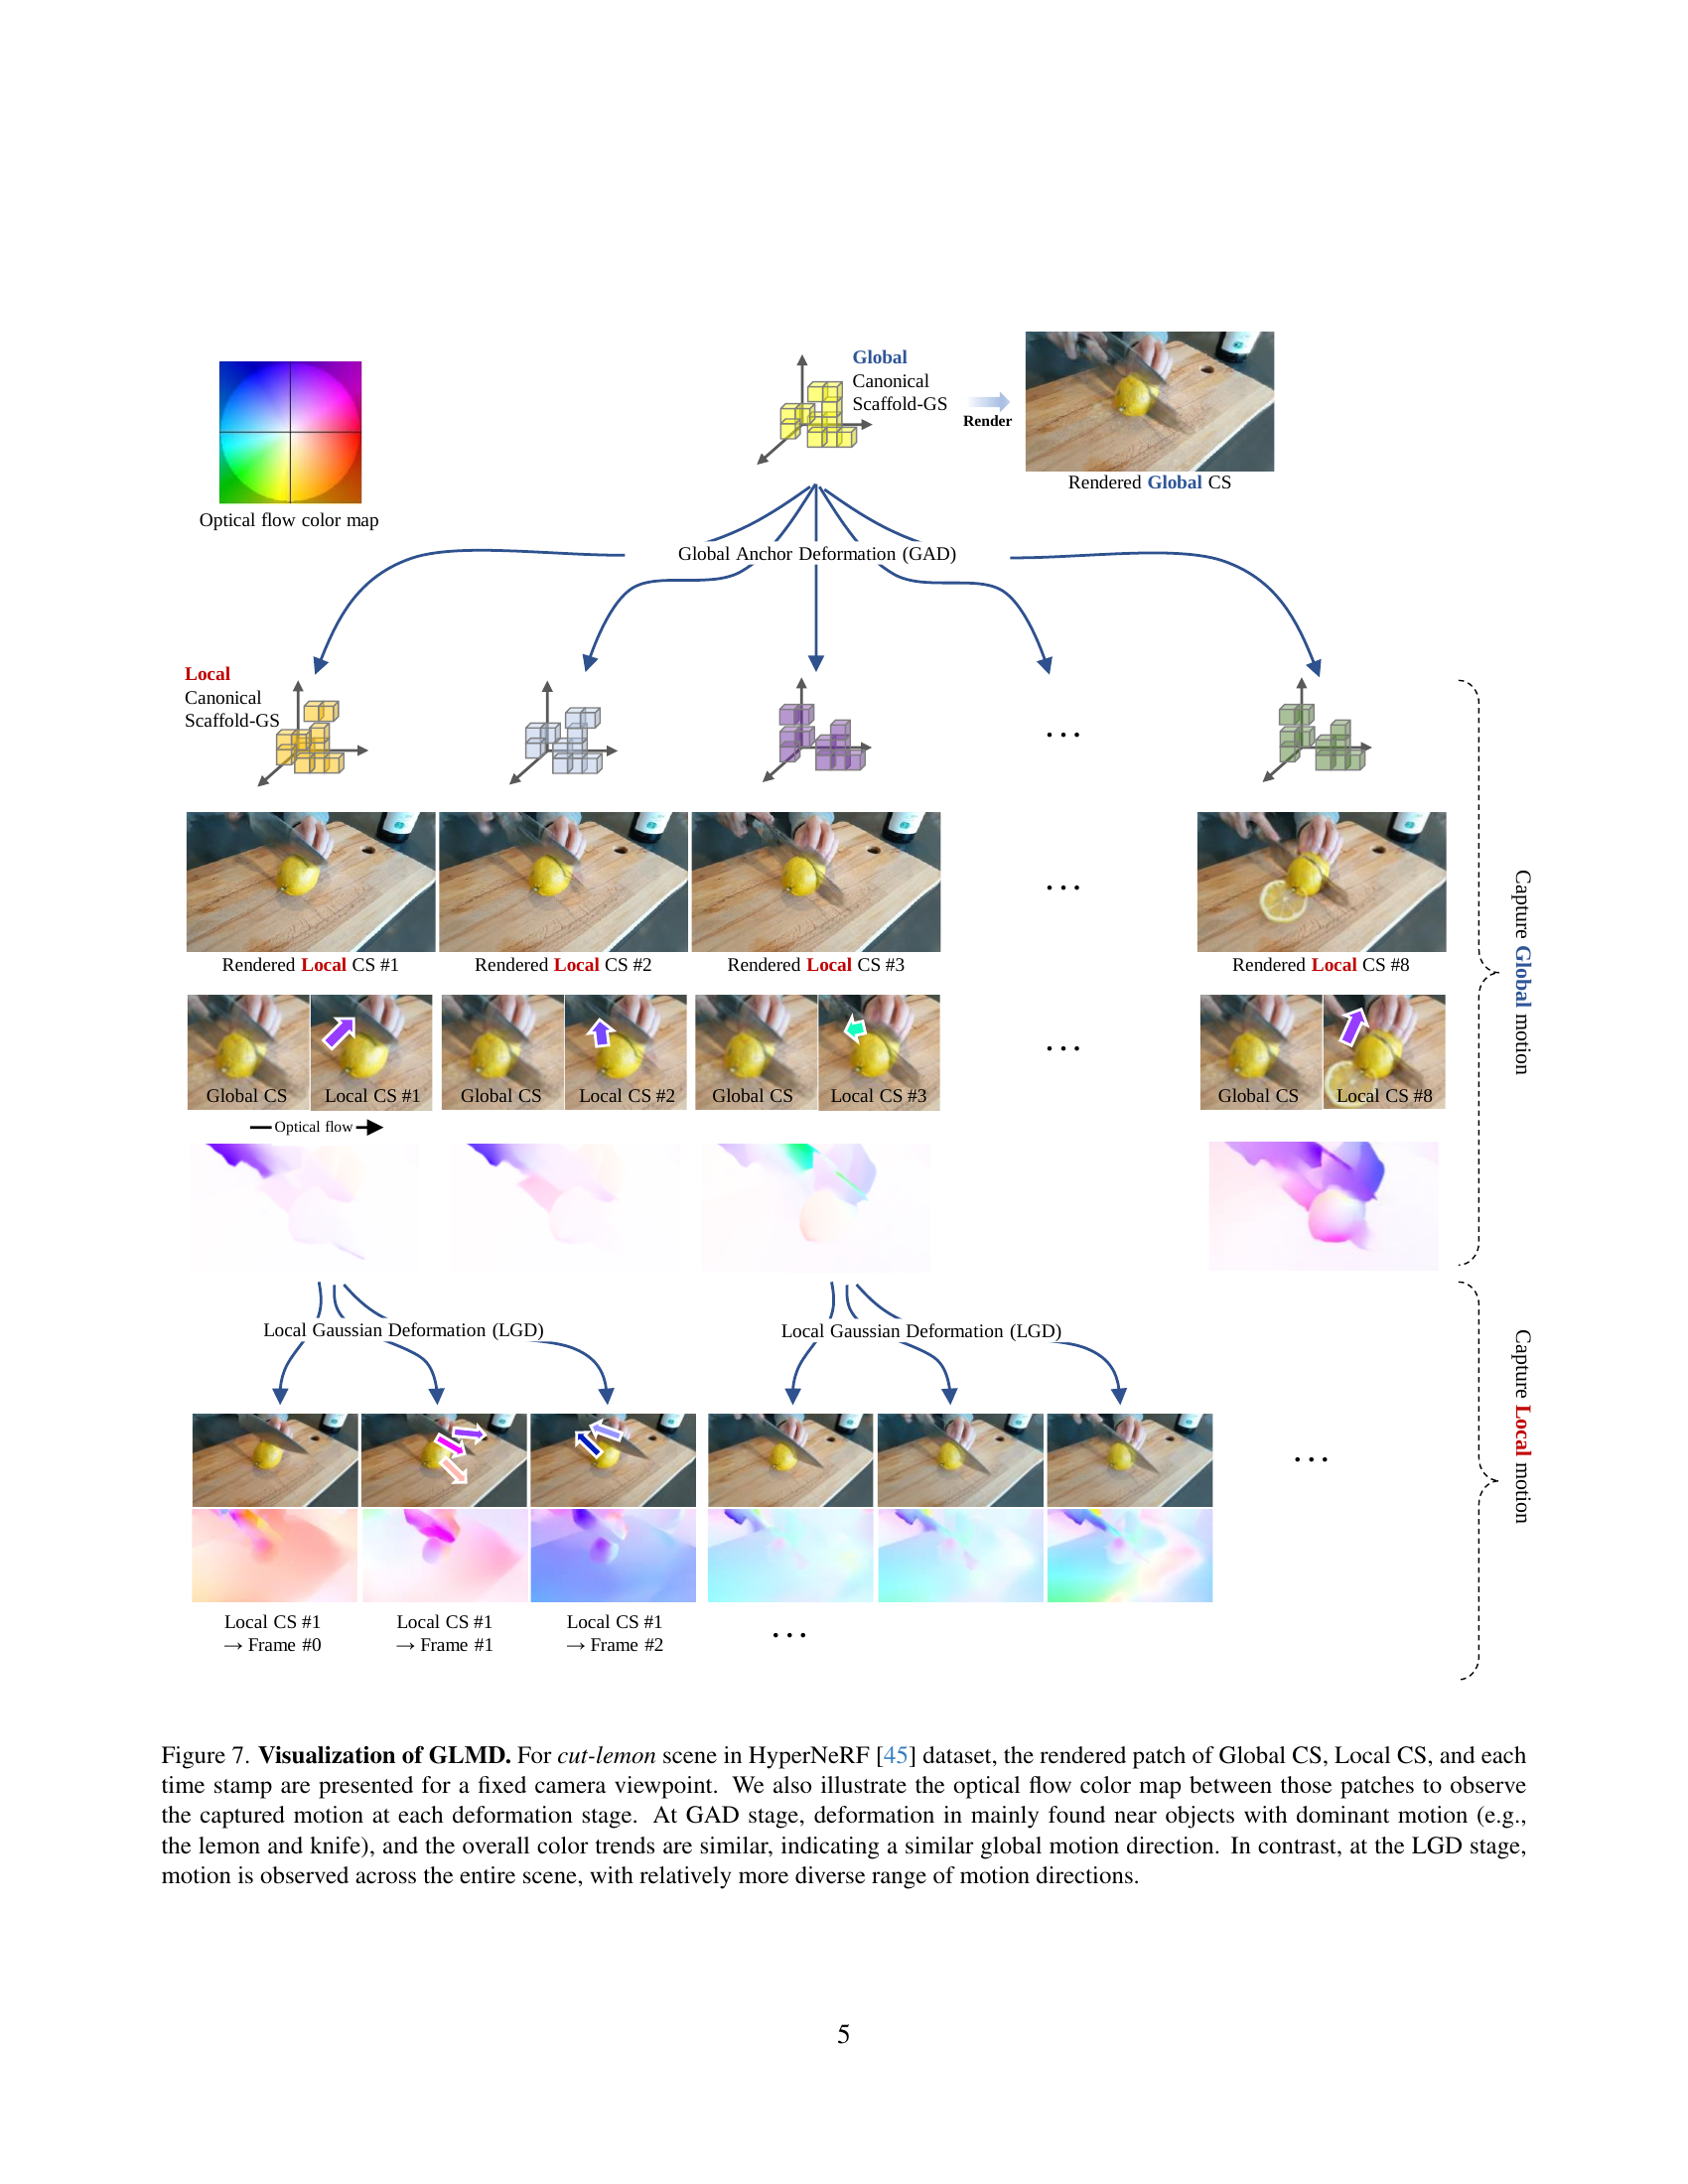 Global
Canonical
Scaffold-GS
Render
Rendered Global CS
Optical flow color map
Global Anchor Deformation (GAD)
Local
Canonical
Scaffold-GS
...
...
Rendered Local CS #1
Rendered Local CS #2
Rendered Local CS #3
Rendered Local CS #8
...
Global CS
Local CS #1
Global CS
Local CS #2
Global CS
Local CS #3
Global CS
Local CS #8
Optical flow
Capture Global motion
Local Gaussian Deformation (LGD)
Local Gaussian Deformation (LGD)
...
Capture Local motion
Local CS #1
→ Frame #0
Local CS #1
→ Frame #1
Local CS #1
→ Frame #2
...
Figure 7. Visualization of GLMD. For cut-lemon scene in HyperNeRF [45] dataset, the rendered patch of Global CS, Local CS, and each
time stamp are presented for a fixed camera viewpoint. We also illustrate the optical flow color map between those patches to observe
the captured motion at each deformation stage. At GAD stage, deformation in mainly found near objects with dominant motion (e.g.,
the lemon and knife), and the overall color trends are similar, indicating a similar global motion direction. In contrast, at the LGD stage,
motion is observed across the entire scene, with relatively more diverse range of motion directions.
5